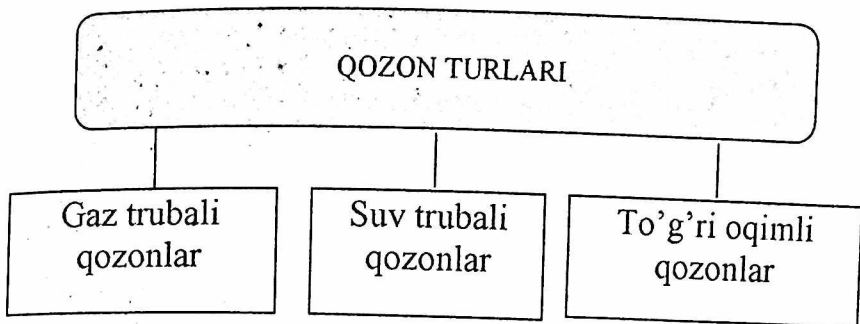 QOZON TURLARI
Gaz trubali
qozonlar
Suv trubali
qozonlar
To’g’ri oqimli
qozonlar